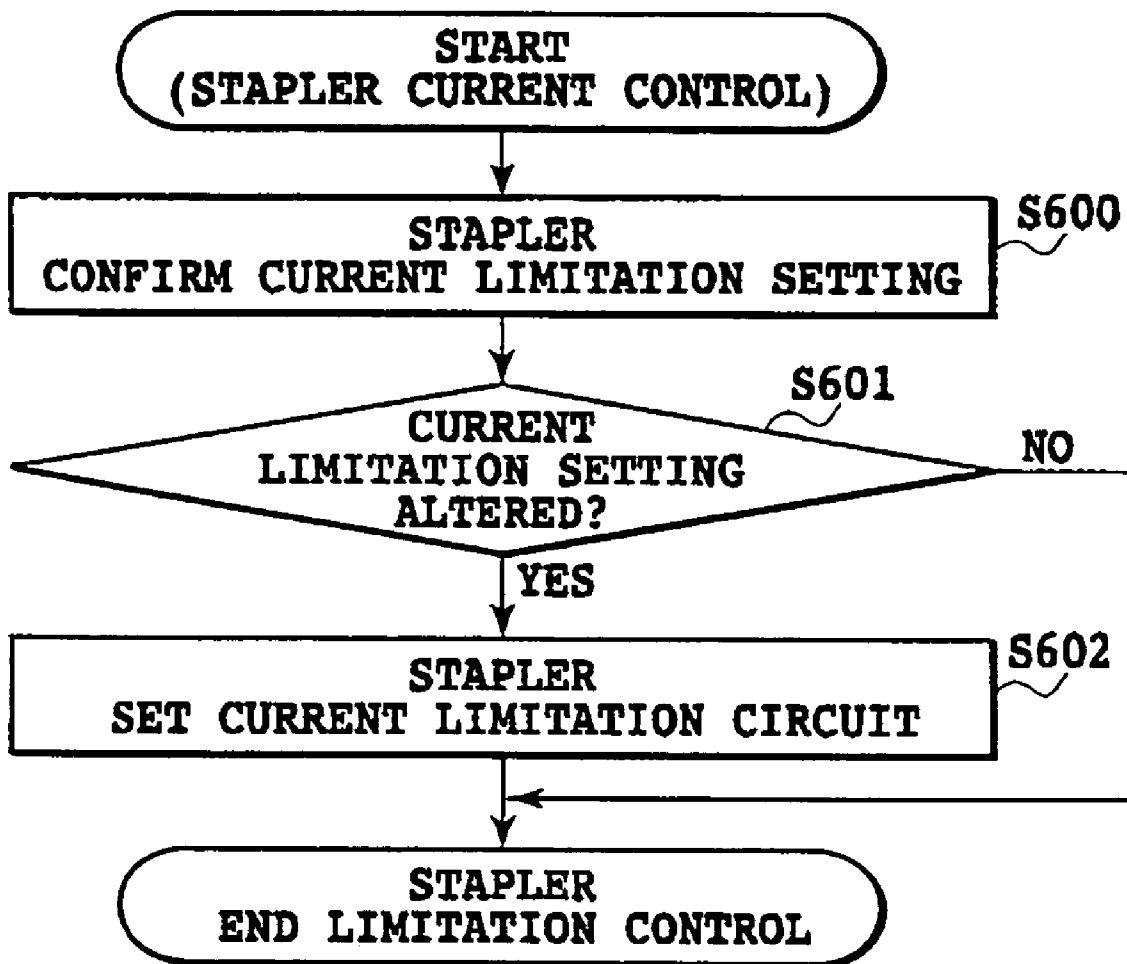 START
(STAPLER CURRENT CONTROL)
S600
STAPLER
CONFIRM CURRENT LIMITATION SETTING
S601
CURRENT
LIMITATION SETTING
ALTERED?
NO
YES
S602
STAPLER
SET CURRENT LIMITATION CIRCUIT
STAPLER
END LIMITATION CONTROL